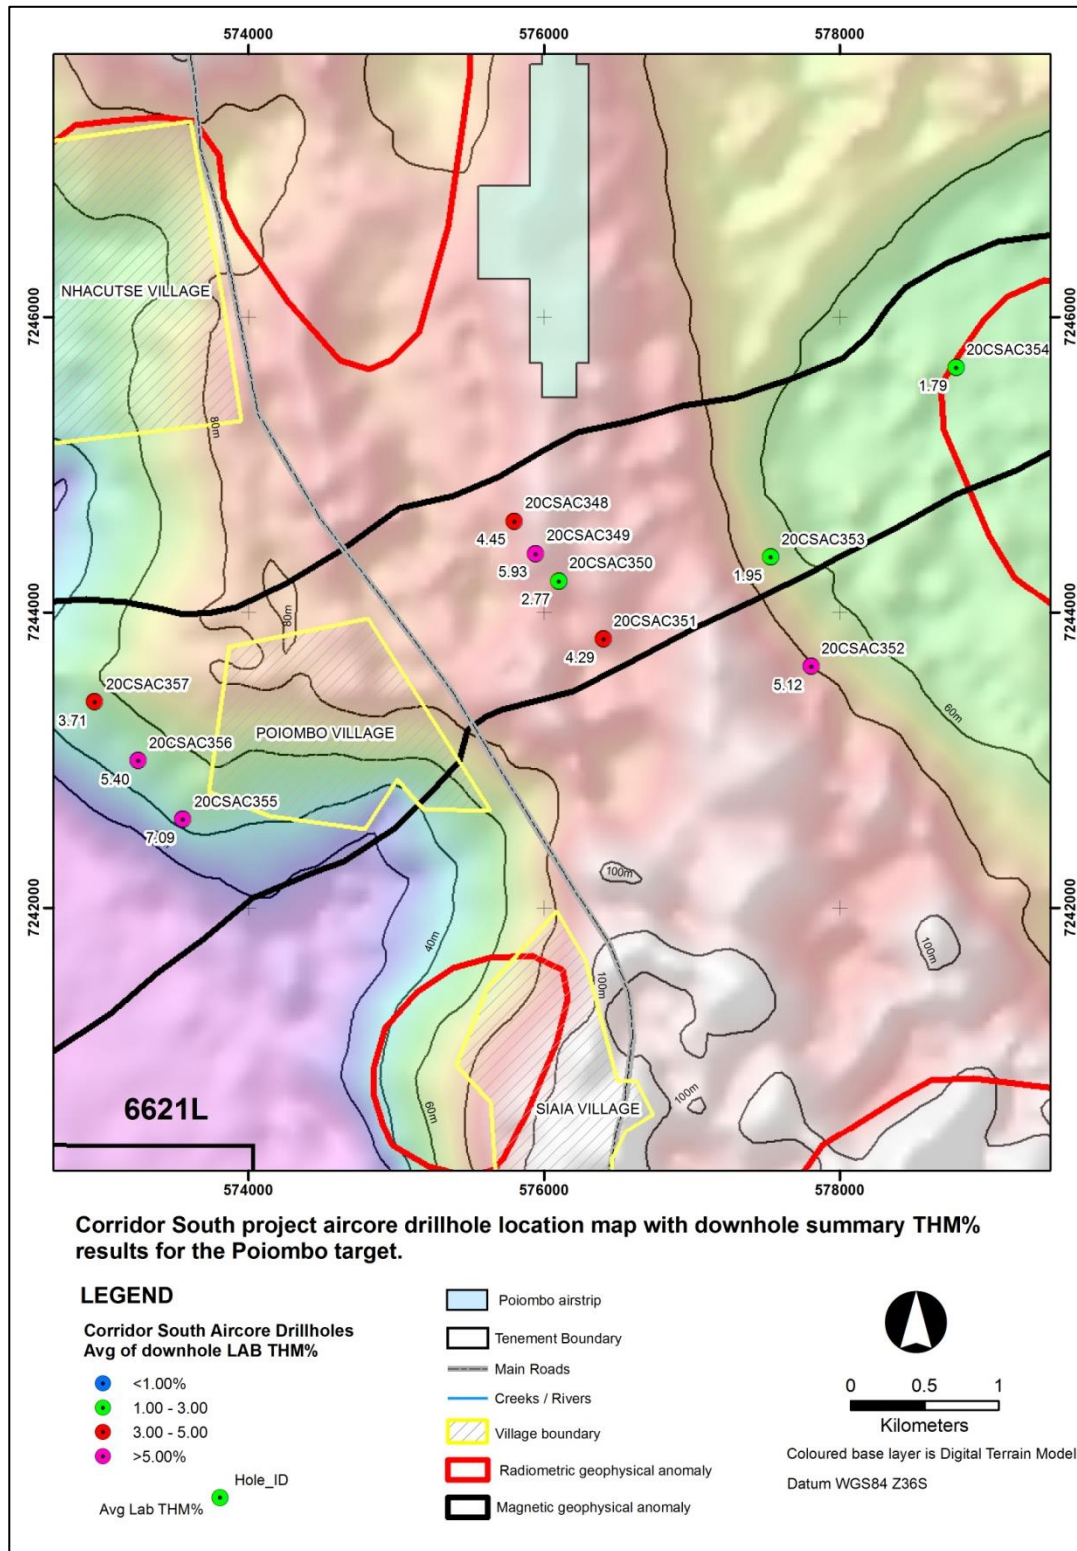 574000 576000 578000
NHACUTSE VILLAGE
7246000 7246000
20CSAC354
1.79
80m
20CSAC348
4.45
20CSAC349
5.93
20CSAC350
2.77
20CSAC353
1.95
7244000 7244000
80m
20CSAC351
4.29
20CSAC352
5.12
20CSAC357
3.71
60m
POIOMBO VILLAGE
20CSAC356
5.40
20CSAC355
7.09
100m
7242000 7242000
40m
100m
100m
60m
100m
SIAIA VILLAGE
6621L
574000 576000 578000
Corridor South project aircore drillhole location map with downhole summary THM%
results for the Poiombo target.
LEGEND
Corridor South Aircore Drillholes
Avg of downhole LAB THM%
<1.00%
1.00 - 3.00
3.00 - 5.00
>5.00%
Hole_ID
Avg Lab THM%
Poiombo airstrip
Tenement Boundary
Main Roads
Creeks / Rivers
Village boundary
Radiometric geophysical anomaly
Magnetic geophysical anomaly
0 0.5 1
Kilometers
Coloured base layer is Digital Terrain Model
Datum WGS84 Z36S